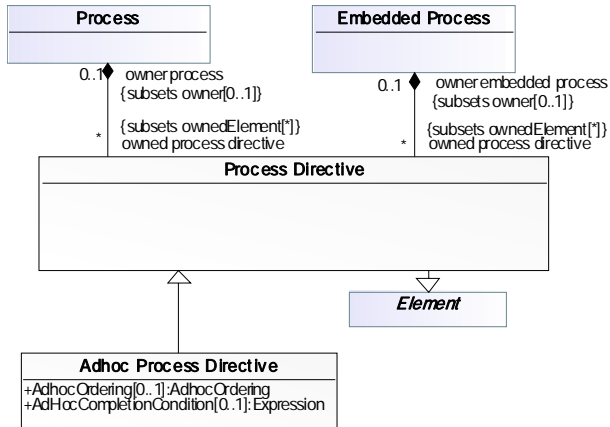 Process
Embedded Process
0..1 owner process
{subsets owner[0..1]}
0..1 owner embedded process
{subsets owner[0..1]}
{subsets ownedElement[*]}
* owned process directive
{subsets ownedElement[*]}
* owned process directive
Process Directive
Element
Adhoc Process Directive
+AdhocOrdering[0..1]:AdhocOrdering
+AdHocCompletionCondition[0..1]:Expression